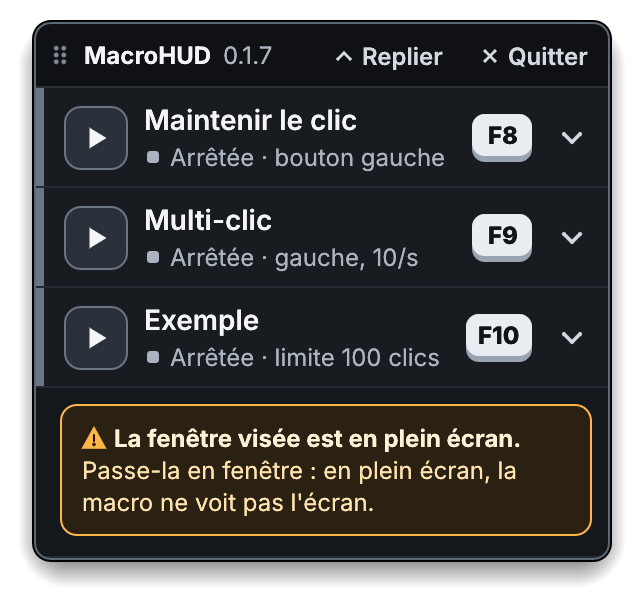 MacroHUD 0.1.7 Replier Quitter
Maintenir le clic
Arrêtée · bouton gauche
F8
Multi-clic
Arrêtée · gauche, 10/s
F9
Exemple
Arrêtée · limite 100 clics
F10
La fenêtre visée est en plein écran.
Passe-la en fenêtre : en plein écran, la
macro ne voit pas l'écran.